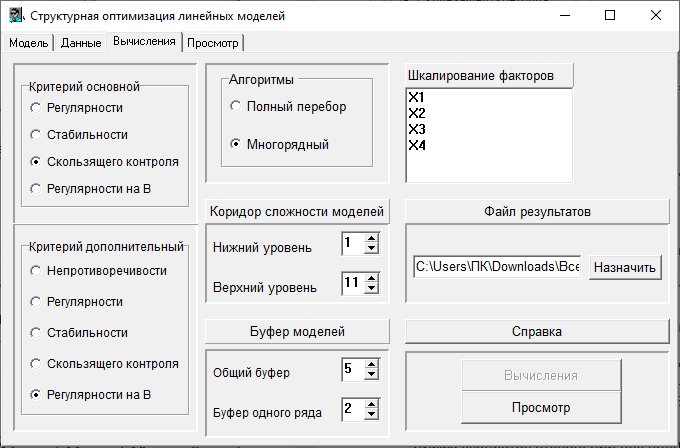 Структурная оптимизация линейных моделей
Модель Данные Вычисления Просмотр
Критерий основной
Регулярности
Стабильности
Скользящего контроля
Регулярности на В
Критерий дополнительный
Непротиворечивости
Регулярности
Стабильности
Скользящего контроля
Регулярности на В
Алгоритмы
Полный перебор
Многорядный
Коридор сложности моделей
Нижний уровень 1
Верхний уровень 11
Буфер моделей
Общий буфер 5
Буфер одного ряда 2
Шкалирование факторов
X1
X2
X3
X4
Файл результатов
C:\Users\ПК\Downloads\Все Назначить
Справка
Вычисления
Просмотр